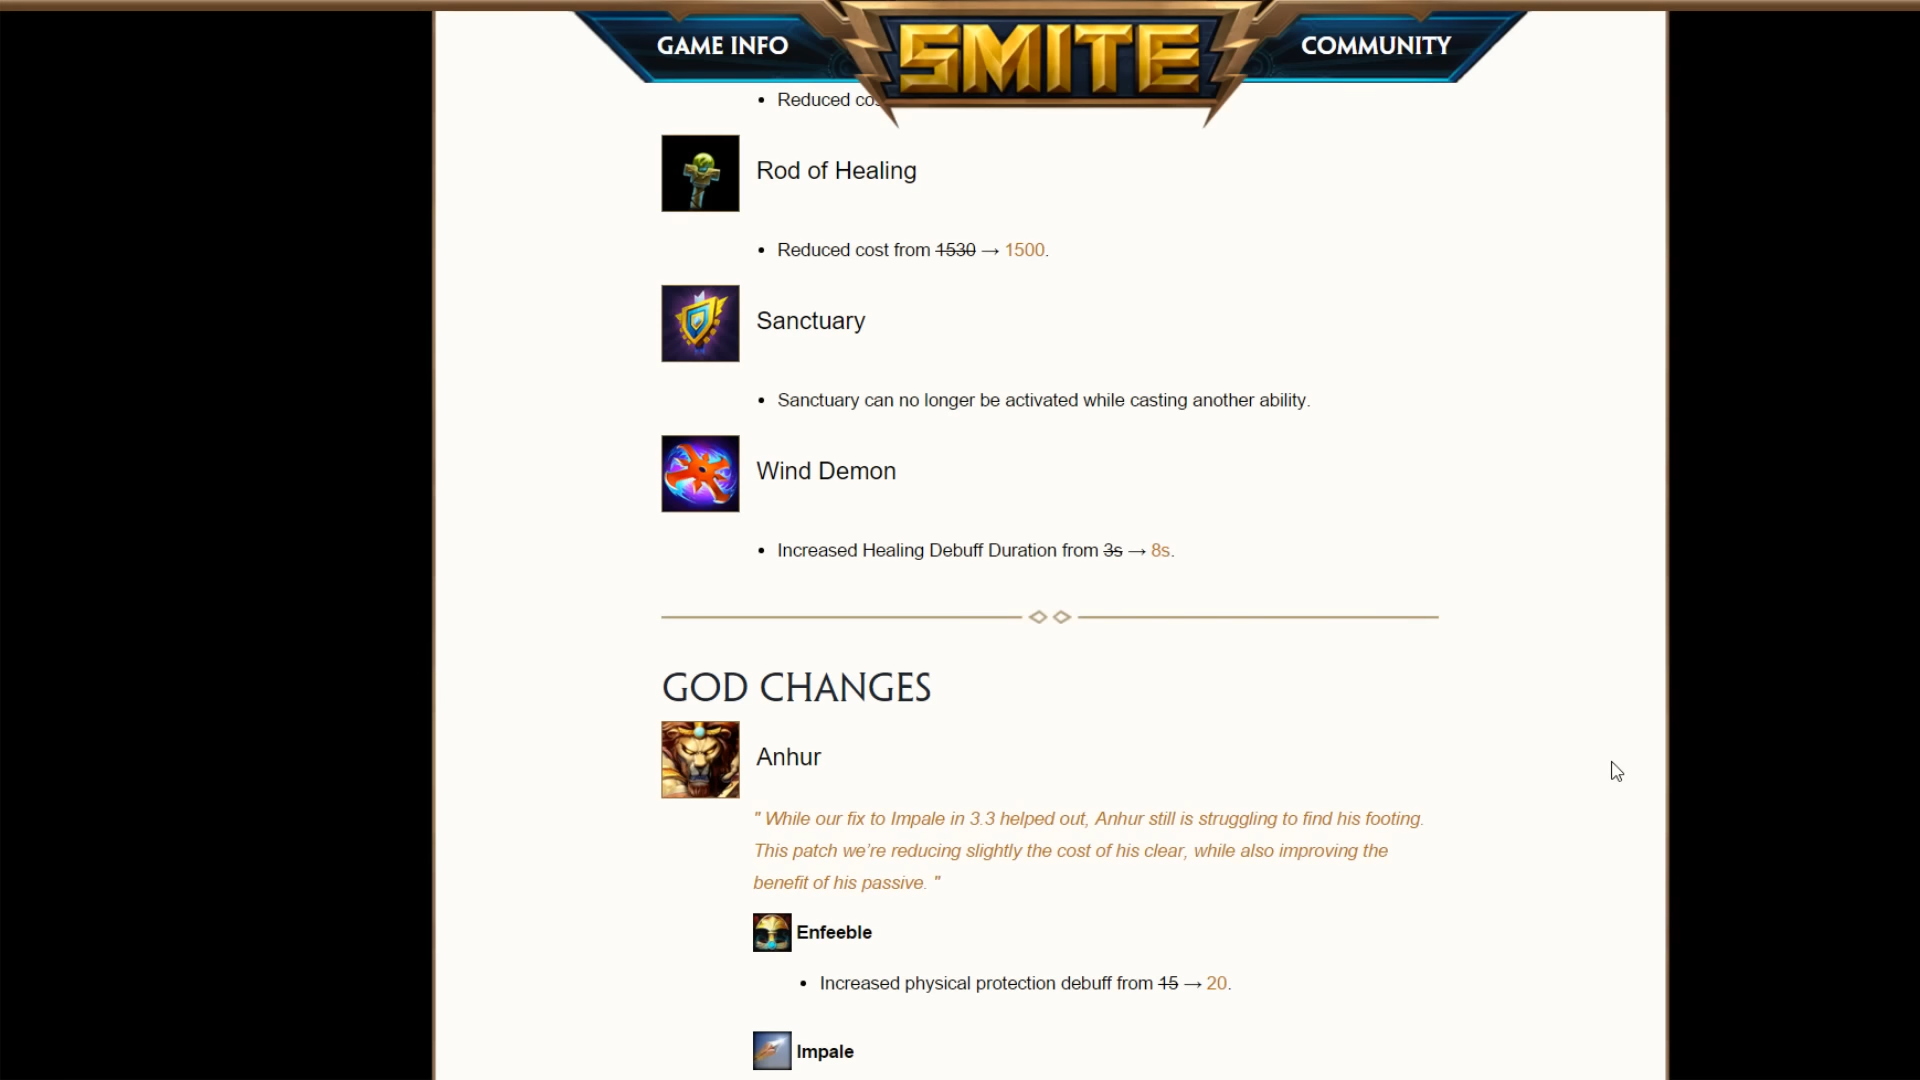 GAME INFO
SMITE
COMMUNITY
• Reduced
Rod of Healing
• Reduced cost from 1530 → 1500.
Sanctuary
• Sanctuary can no longer be activated while casting another ability.
Wind Demon
• Increased Healing Debuff Duration from 3s → 8s.
GOD CHANGES
Anhur
" While our fix to Impale in 3.3 helped out, Anhur still is struggling to find his footing.
This patch we're reducing slightly the cost of his clear, while also improving the
benefit of his passive. "
Enfeeble
• Increased physical protection debuff from 15 → 20.
Impale